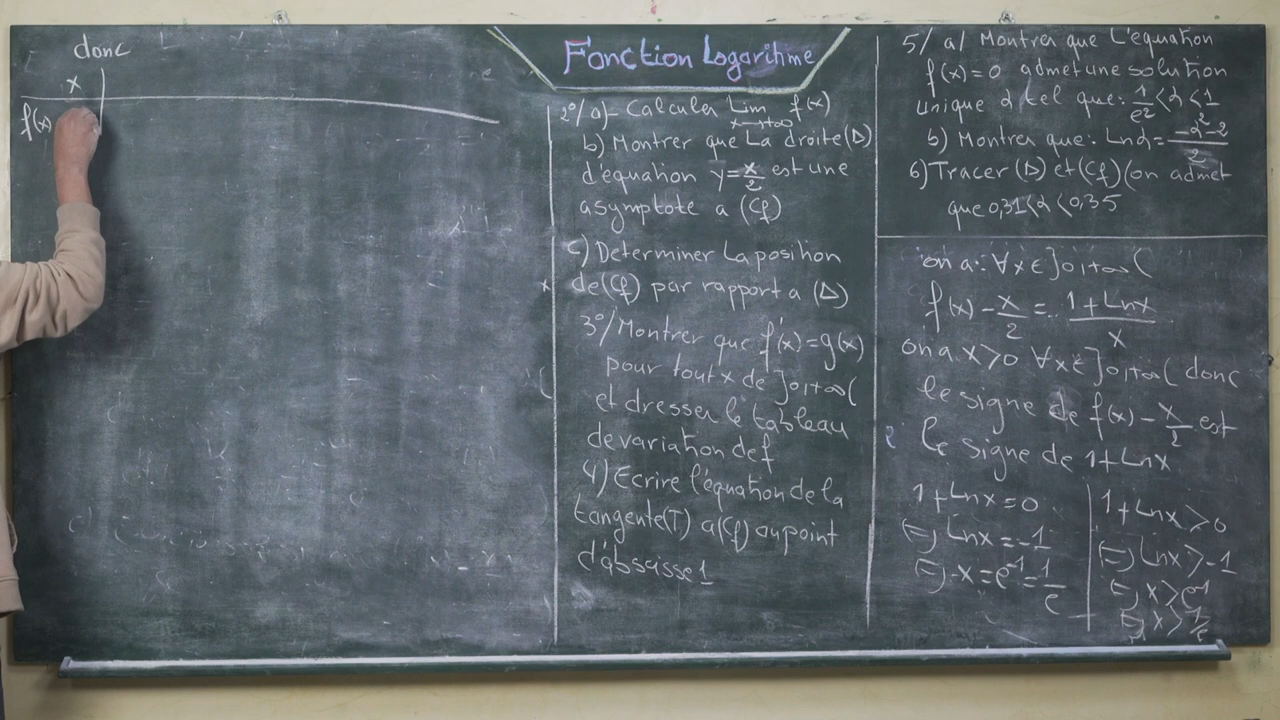 donc
x
f(x)
Fonction Logarithme
2°/ a)- Calculer Lim f(x)
x→+∞
b) Montrer que La droite (Δ)
d'équation y=x/2 est une
asymptote a (Cf)
c) Determiner La position
de (Cf) par rapport a (Δ)
3°/ Montrer que f'(x)=g(x)
pour tout x de ]0,+∞(
et dresser le tableau
de variation de f
4) Ecrire l'équation de la
tangente (T) a (Cf) au point
d'absaisse 1
5/ a/ Montrer que L'équation
f(x)=0 admet une solution
unique α tel que: 1/e² <α<1
b) Montrer que: Lnα= -α²-2/2
6) Tracer (Δ) et (Cf) (on admet
que 0,31<α<0,35
on a: ∀x∈]0,+∞(
f(x) - x/2 = 1+Lnx/x
on a x>0 ∀x∈]0,+∞( donc
le signe de f(x) - x/2 est
le signe de 1+Lnx
1+Lnx=0
⇔ Lnx=-1
⇔ x=e⁻¹=1/e
1+Lnx>0
⇔ Lnx>-1
⇔ x>e⁻¹
⇔ x>1/e